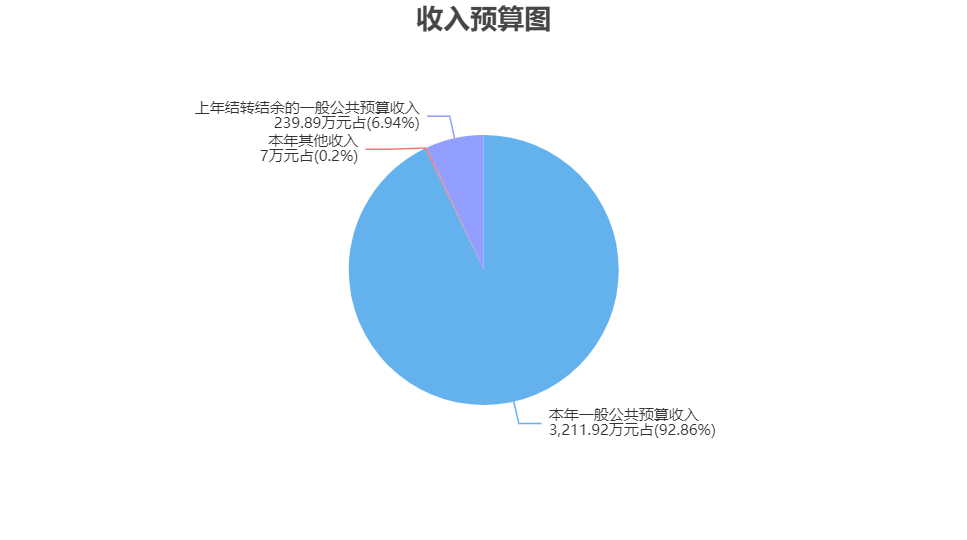 收入预算图
上年结转结余的一般公共预算收入
239.89万元占(6.94%)
本年其他收入
7万元占(0.2%)
本年一般公共预算收入
3,211.92万元占(92.86%)